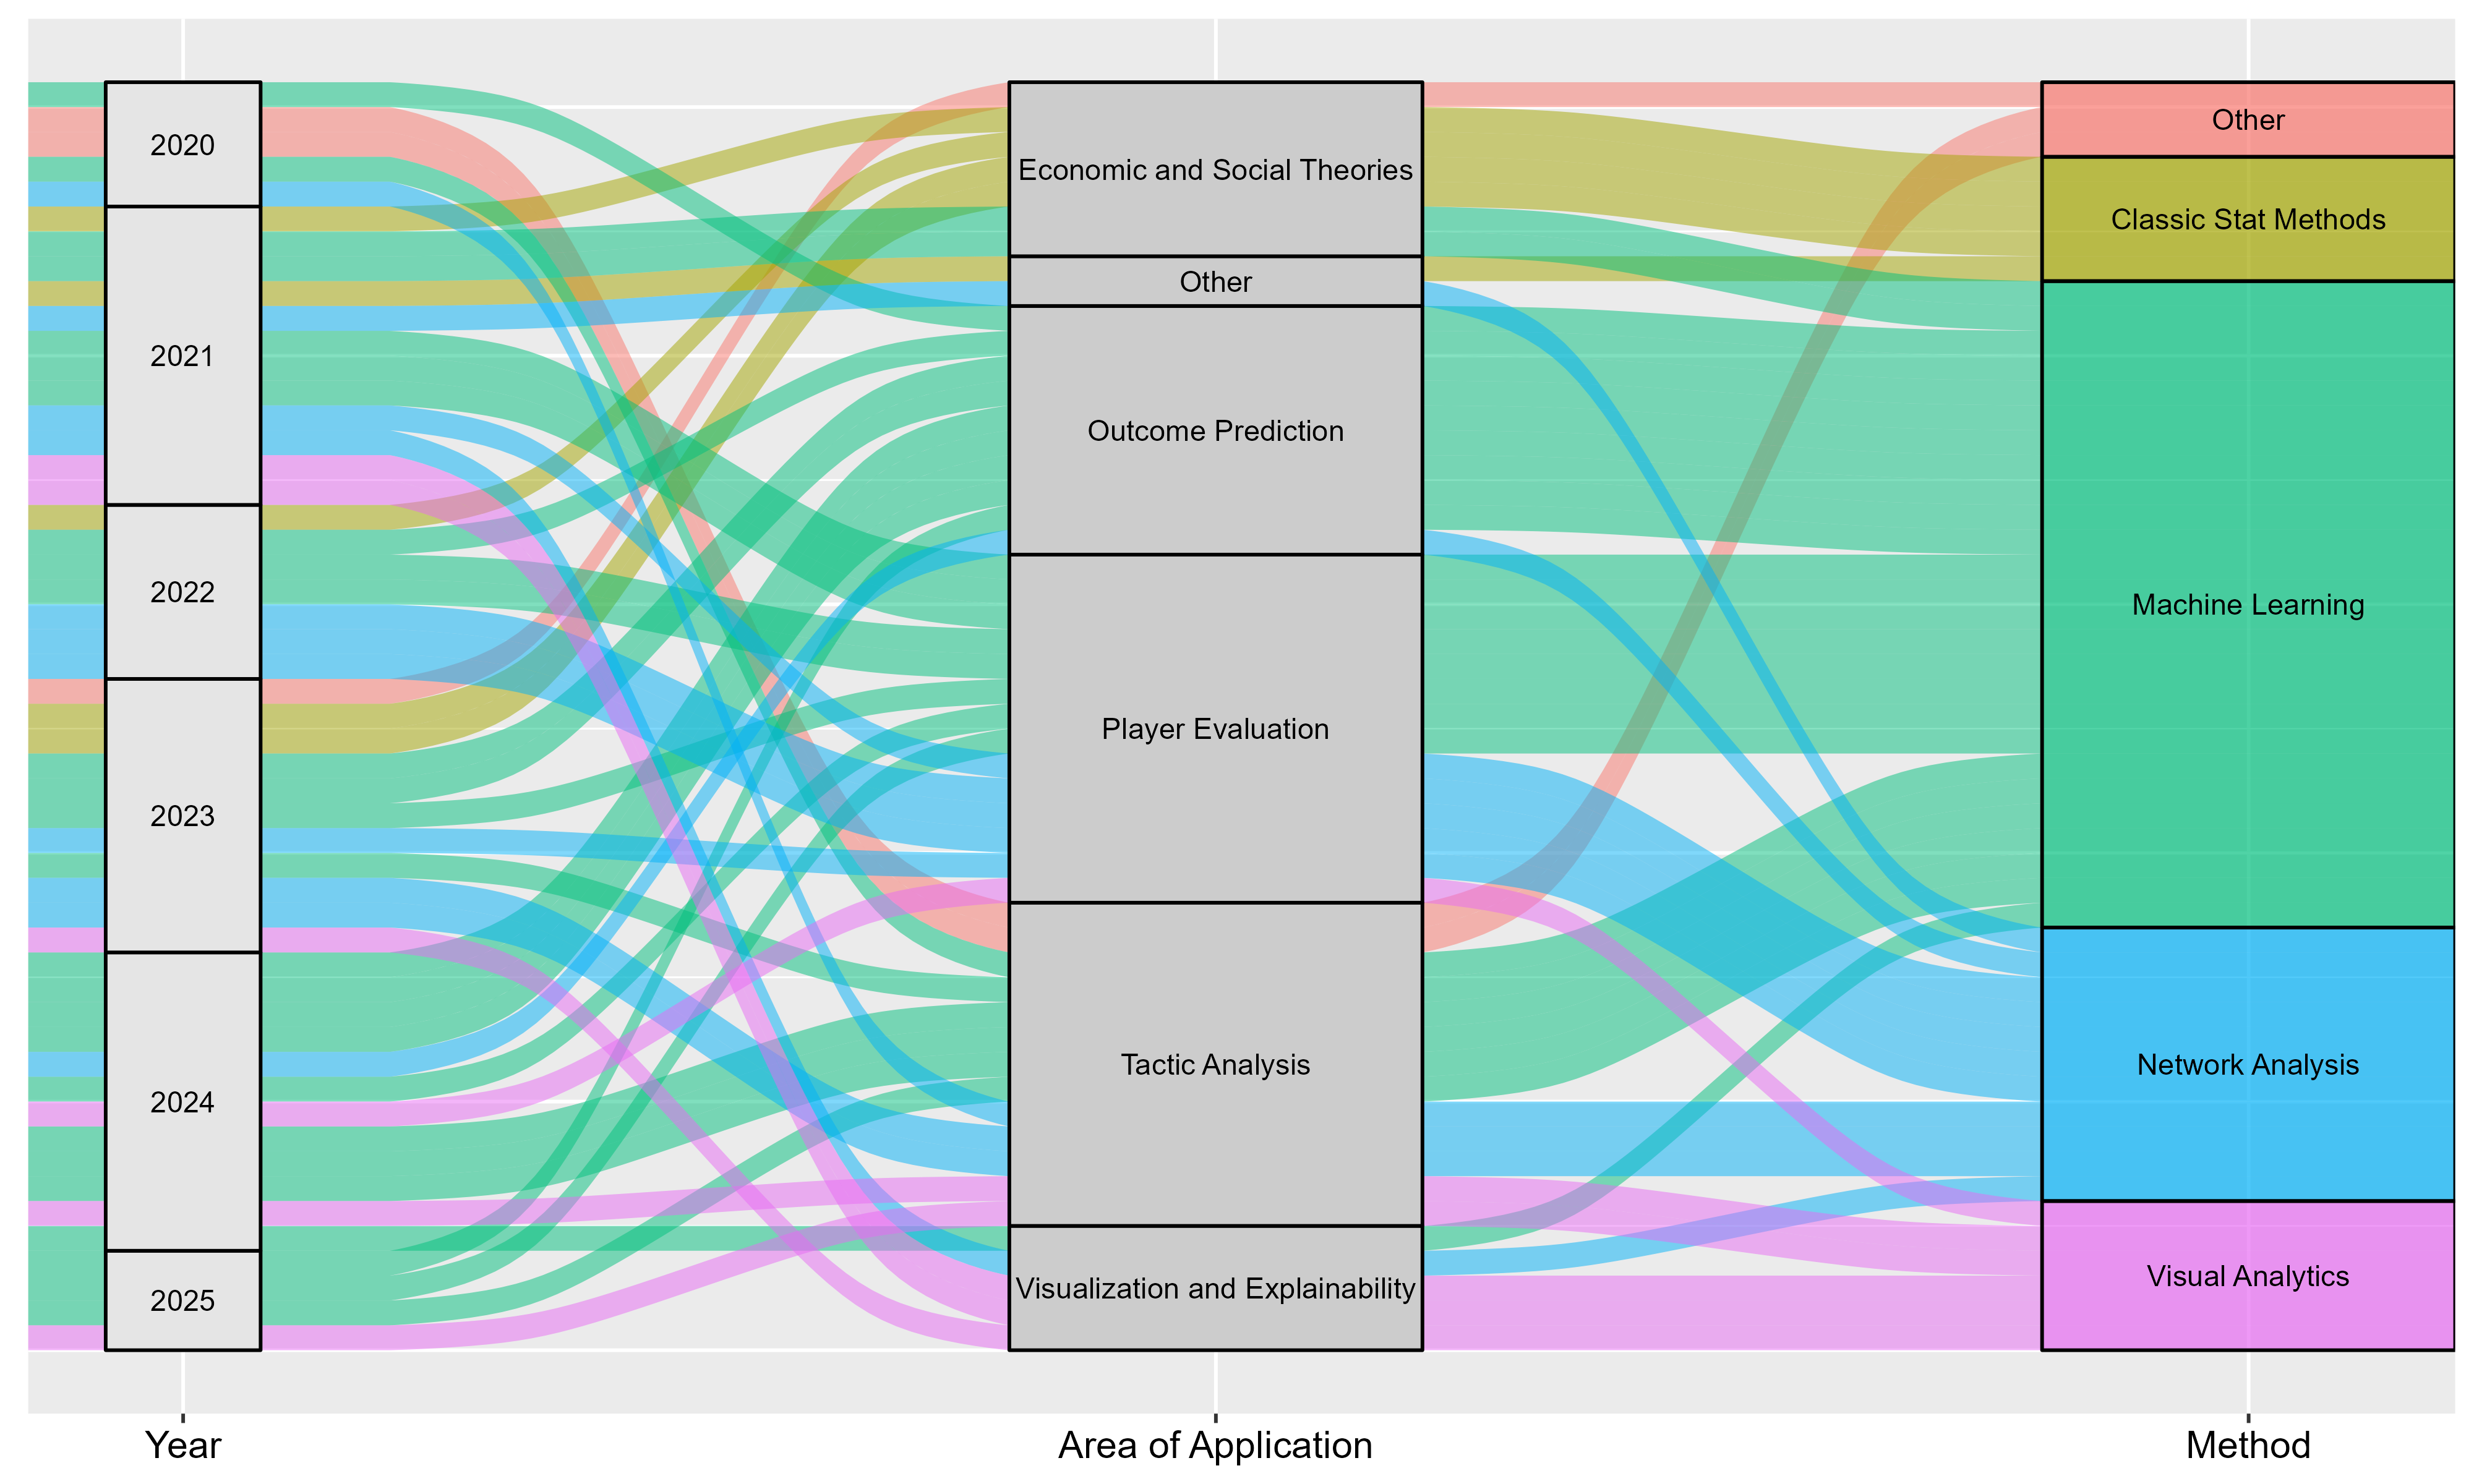 2020
2021
2022
2023
2024
2025
Economic and Social Theories
Other
Outcome Prediction
Player Evaluation
Tactic Analysis
Visualization and Explainability
Other
Classic Stat Methods
Machine Learning
Network Analysis
Visual Analytics
Year
Area of Application
Method